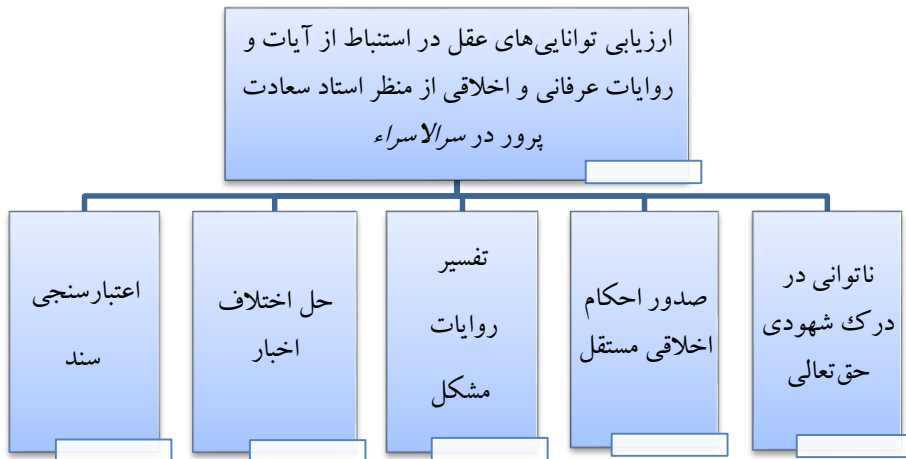 ارزیابی توانایی‌های عقل در استنباط از آیات و
روایات عرفانی و اخلاقی از منظر استاد سعادت
پرور در سرالاسراء
ناتوانی در
درک شهودی
حق‌تعالی
صدور احکام
اخلاقی مستقل
تفسیر
روایات
مشکل
حل اختلاف
اخبار
اعتبارسنجی
سند